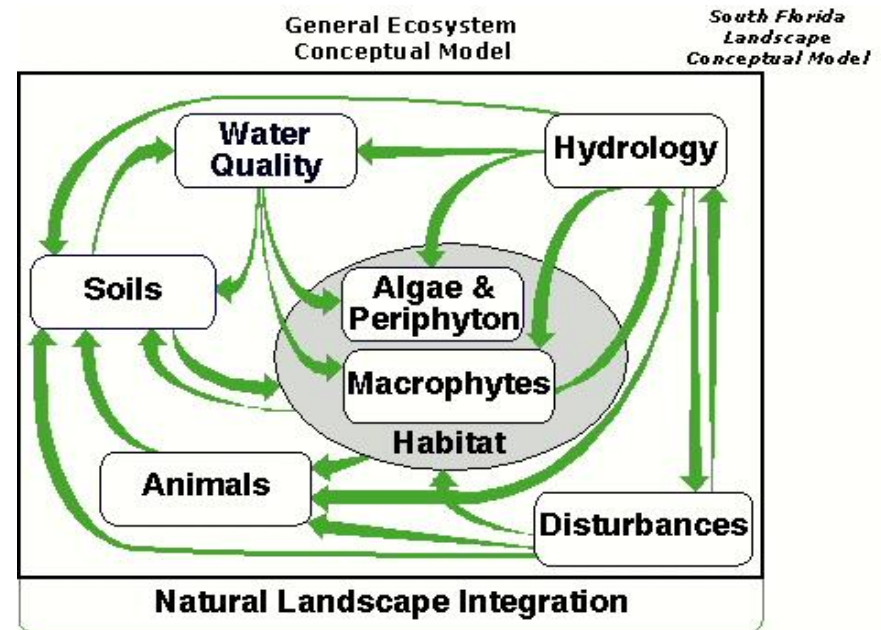 General Ecosystem
Conceptual Model
South Florida
Landscape
Conceptual Model
Water
Quality
Hydrology
Soils
Algae &
Periphyton
Macrophytes
Habitat
Animals
Disturbances
Natural Landscape Integration